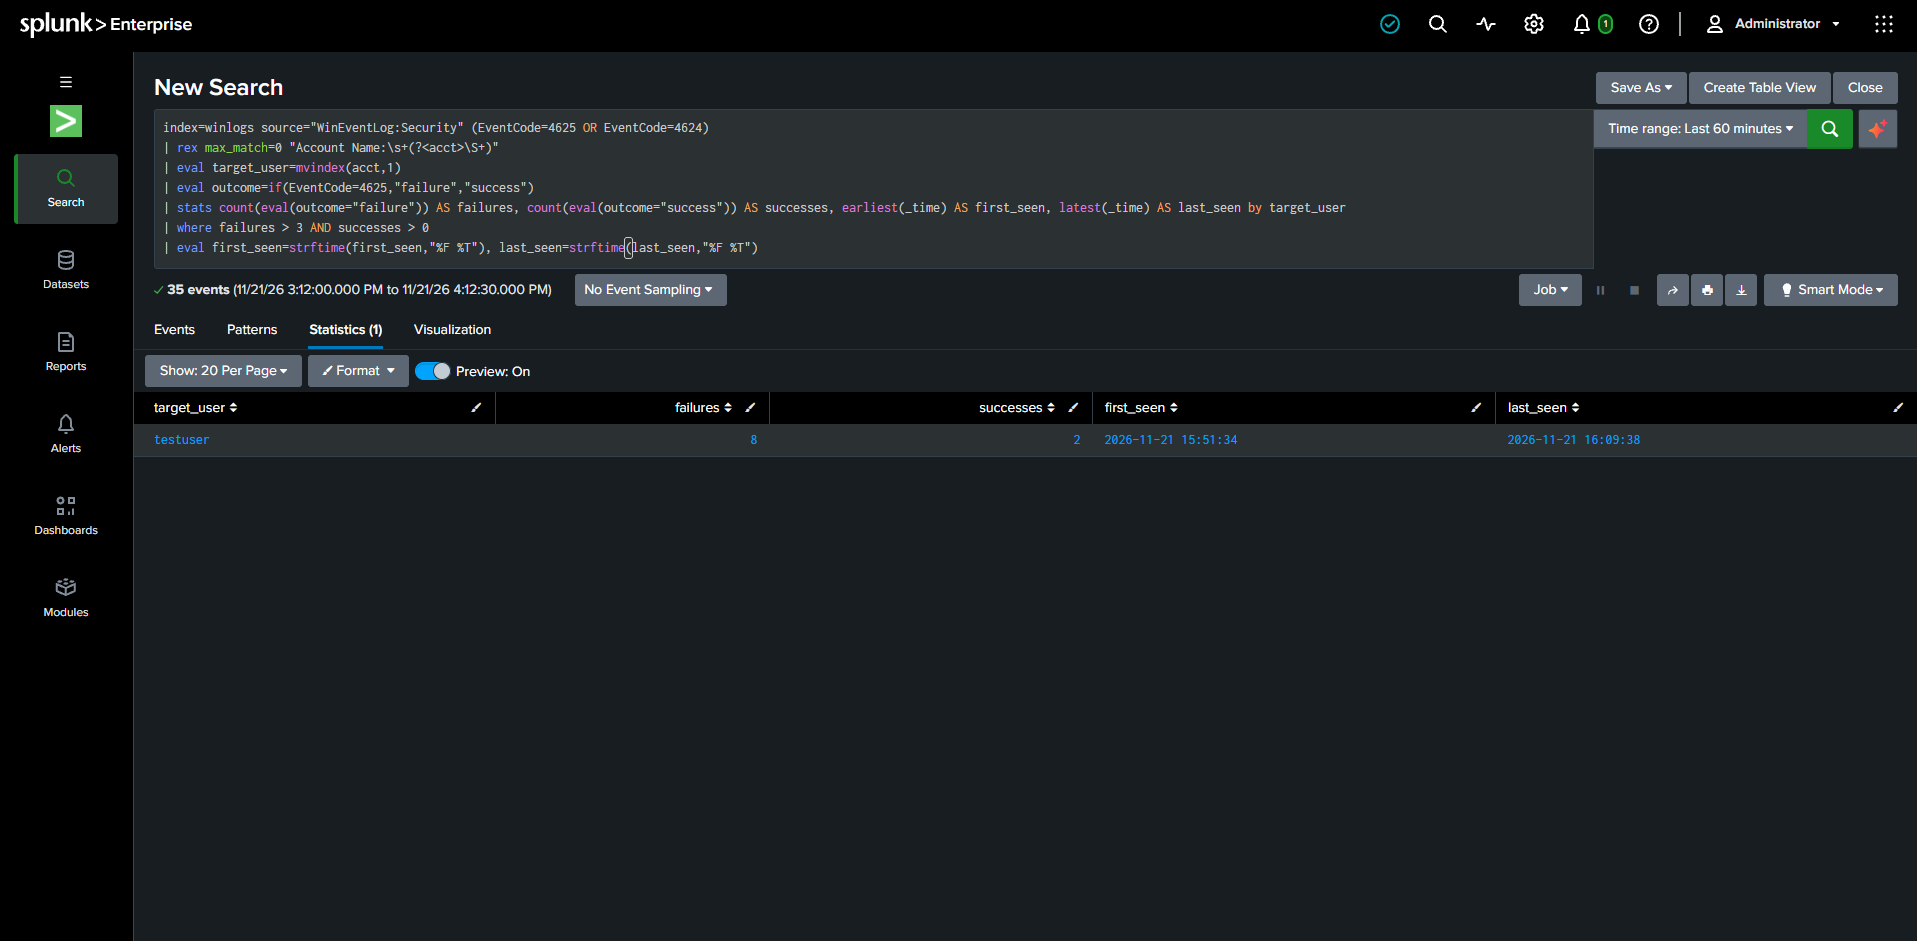 splunk>Enterprise
1
Administrator
New Search
Save As
Create Table View
Close
index=winlogs source="WinEventLog:Security" (EventCode=4625 OR EventCode=4624)
| rex max_match=0 "Account Name:\s+(?<acct>\S+)"
| eval target_user=mvindex(acct,1)
| eval outcome=if(EventCode=4625,"failure","success")
| stats count(eval(outcome="failure")) AS failures, count(eval(outcome="success")) AS successes, earliest(_time) AS first_seen, latest(_time) AS last_seen by target_user
| where failures > 3 AND successes > 0
| eval first_seen=strftime(first_seen,"%F %T"), last_seen=strftime(last_seen,"%F %T")
Time range: Last 60 minutes
35 events (11/21/26 3:12:00.000 PM to 11/21/26 4:12:30.000 PM)
No Event Sampling
Job
Smart Mode
Events
Patterns
Statistics (1)
Visualization
Show: 20 Per Page
Format
Preview: On
target_user
failures
successes
first_seen
last_seen
testuser
8
2
2026-11-21 15:51:34
2026-11-21 16:09:38
Search
Datasets
Reports
Alerts
Dashboards
Modules